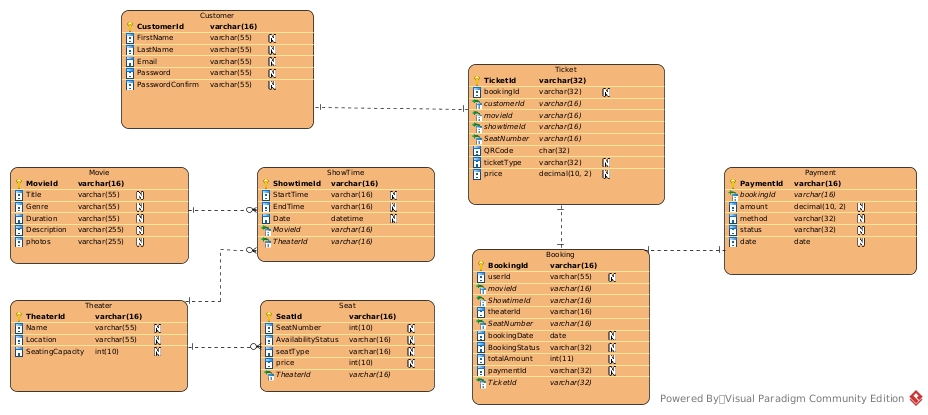 Customer
CustomerId varchar(16)
FirstName varchar(55) N
LastName varchar(55) N
Email varchar(55) N
Password varchar(55) N
PasswordConfirm varchar(55) N
Ticket
TicketId varchar(32)
bookingId varchar(32) N
customerId varchar(16)
movieId varchar(16)
showtimeId varchar(16)
SeatNumber varchar(16)
QRCode char(32)
ticketType varchar(32) N
price decimal(10, 2) N
Movie
MovieId varchar(16)
Title varchar(55) N
Genre varchar(55) N
Duration varchar(55) N
Description varchar(255) N
photos varchar(255) N
ShowTime
ShowtimeId varchar(16)
StartTime varchar(16) N
EndTime varchar(16) N
Date datetime N
MovieId varchar(16)
TheaterId varchar(16)
Payment
PaymentId varchar(16)
bookingId varchar(16)
amount decimal(10, 2) N
method varchar(32) N
status varchar(32) N
date date N
Booking
BookingId varchar(16)
userId varchar(55) N
movieId varchar(16)
ShowtimeId varchar(16)
theaterId varchar(16)
SeatNumber varchar(16)
bookingDate date N
BookingStatus varchar(32) N
totalAmount int(11) N
paymentId varchar(32) N
TicketId varchar(32)
Theater
TheaterId varchar(16)
Name varchar(55) N
Location varchar(55) N
SeatingCapacity int(10) N
Seat
SeatId varchar(16)
SeatNumber int(10) N
AvailabilityStatus varchar(16) N
seatType varchar(16) N
price int(10) N
TheaterId varchar(16)
Powered By Visual Paradigm Community Edition